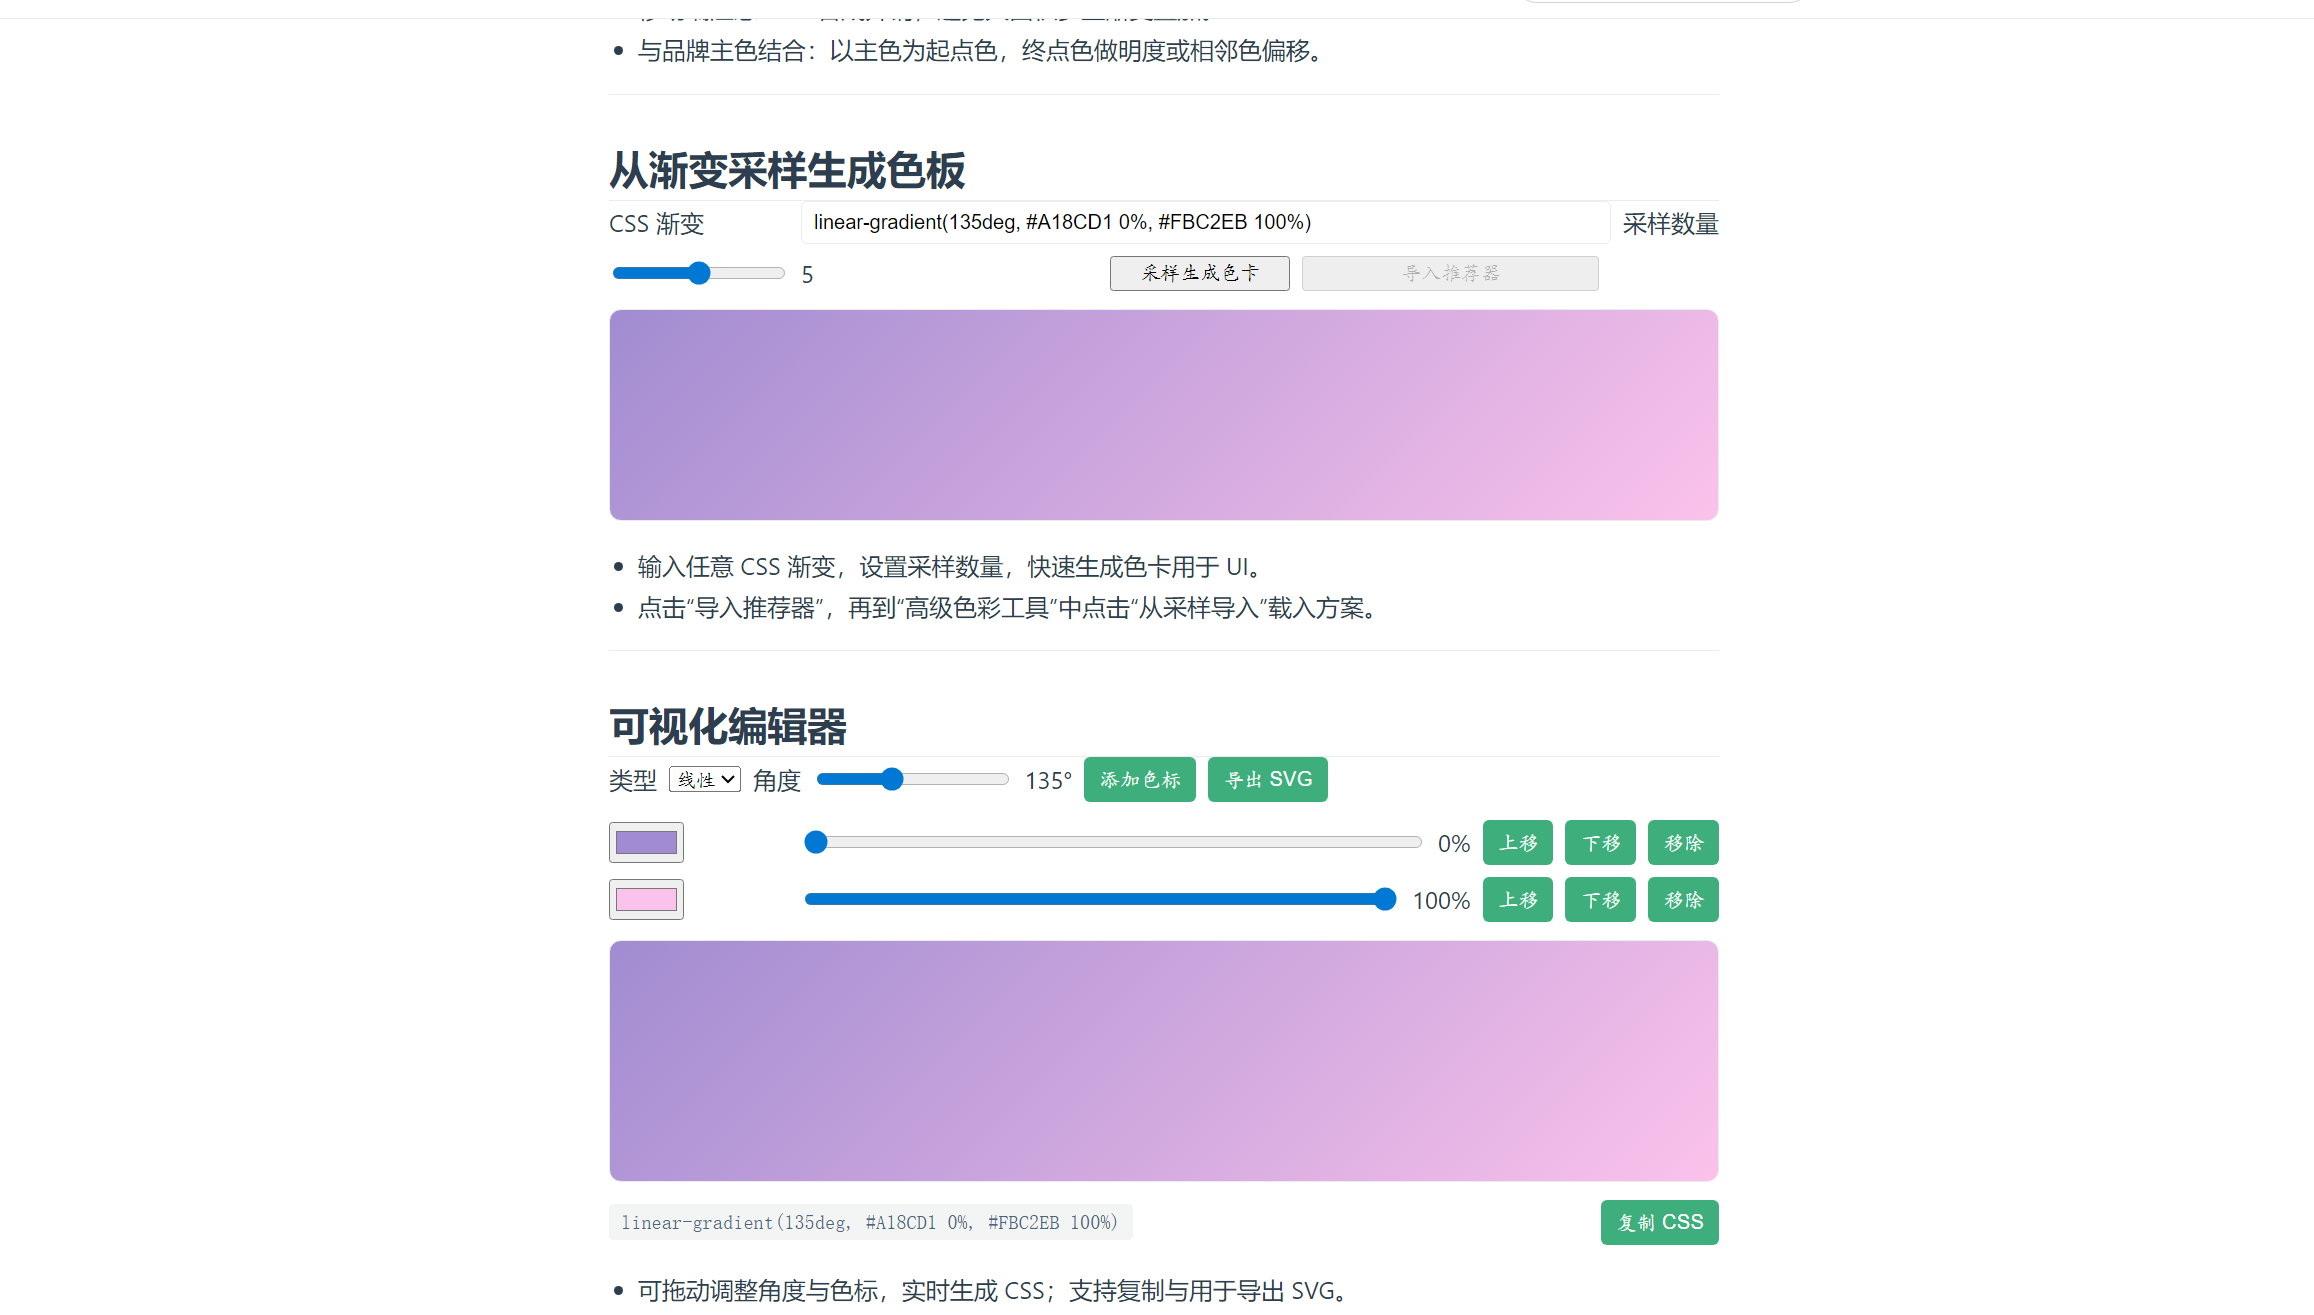 与品牌主色结合：以主色为起点色，终点色做明度或相邻色偏移。
从渐变采样生成色板
CSS 渐变 linear-gradient(135deg, #A18CD1 0%, #FBC2EB 100%) 采样数量
5 采样生成色卡 导入推荐器
输入任意 CSS 渐变，设置采样数量，快速生成色卡用于 UI。
点击“导入推荐器”，再到“高级色彩工具”中点击“从采样导入”载入方案。
可视化编辑器
类型 线性 角度 135° 添加色标 导出 SVG
0% 上移 下移 移除
100% 上移 下移 移除
linear-gradient(135deg, #A18CD1 0%, #FBC2EB 100%) 复制 CSS
可拖动调整角度与色标，实时生成 CSS；支持复制与用于导出 SVG。